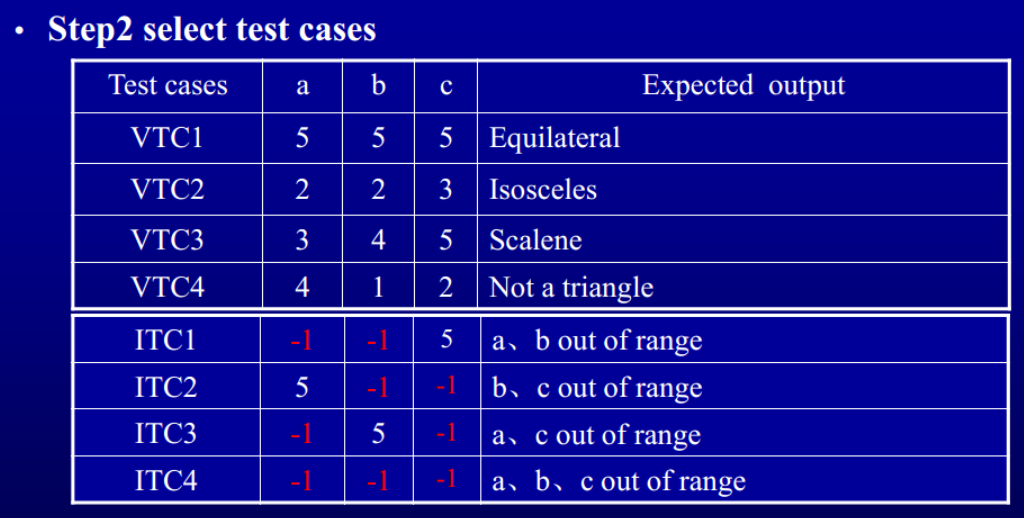 • Step2 select test cases
Test cases a b c Expected output
VTC1 5 5 5 Equilateral
VTC2 2 2 3 Isosceles
VTC3 3 4 5 Scalene
VTC4 4 1 2 Not a triangle
ITC1 -1 -1 5 a、b out of range
ITC2 5 -1 -1 b、c out of range
ITC3 -1 5 -1 a、c out of range
ITC4 -1 -1 -1 a、b、c out of range